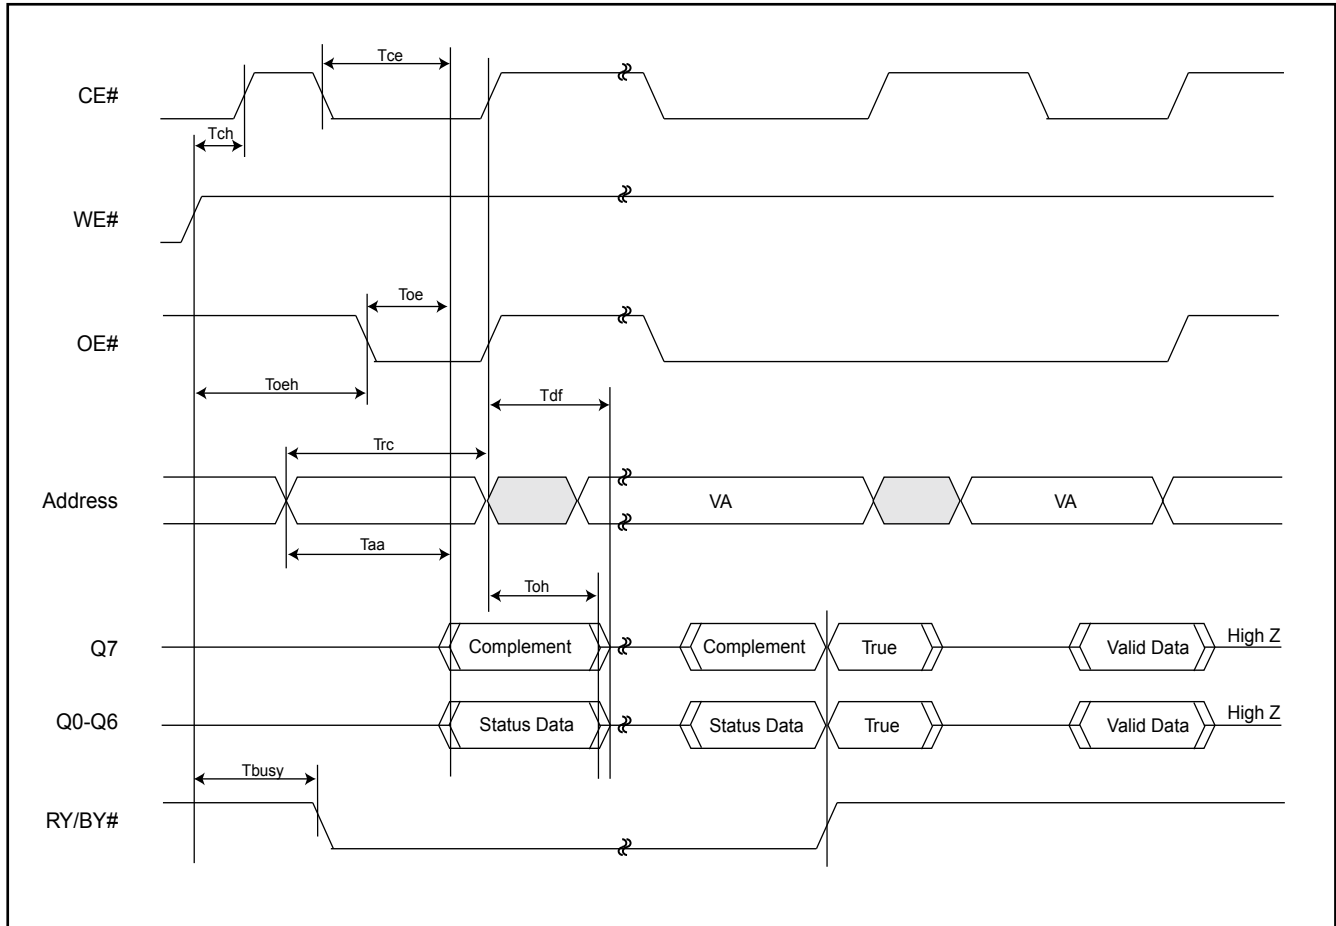 Tce
CE#
Tch
WE#
Toe
OE#
Toeh
Tdf
Trc
Address
VA
VA
Taa
Toh
Q7
Complement
Complement
True
Valid Data
High Z
Q0-Q6
Status Data
Status Data
True
Valid Data
High Z
Tbusy
RY/BY#